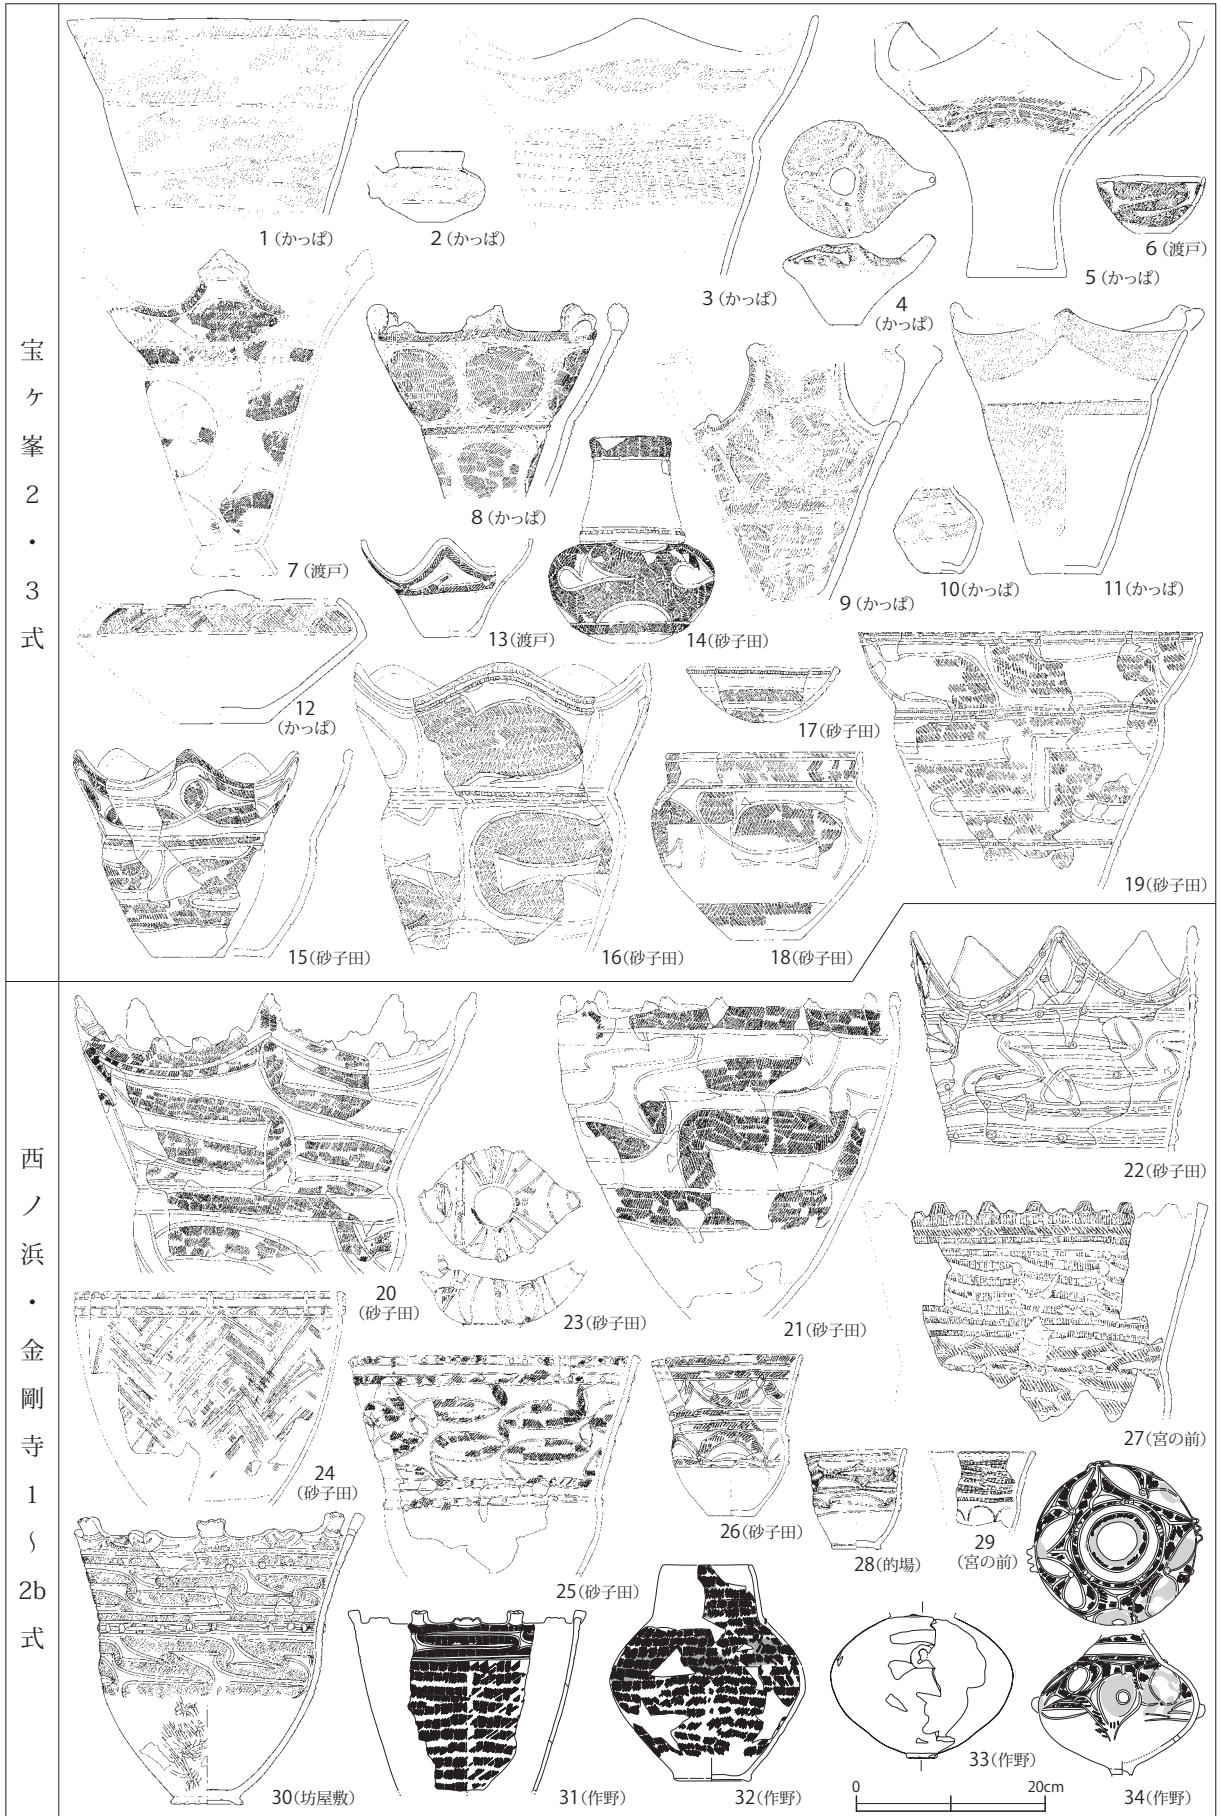 宝ヶ峯2・3式
1(かっぱ)
2(かっぱ)
3(かっぱ)
4
(かっぱ)
5(かっぱ)
6(渡戸)
7(渡戸)
8(かっぱ)
9(かっぱ)
10(かっぱ)
11(かっぱ)
12
(かっぱ)
13(渡戸)
14(砂子田)
15(砂子田)
16(砂子田)
17(砂子田)
18(砂子田)
19(砂子田)
西ノ浜・金剛寺1～2b式
20
(砂子田)
21(砂子田)
22(砂子田)
23(砂子田)
24
(砂子田)
25(砂子田)
26(砂子田)
27(宮の前)
28(的場)
29
(宮の前)
30(坊屋敷)
31(作野)
32(作野)
33(作野)
34(作野)
0 20cm